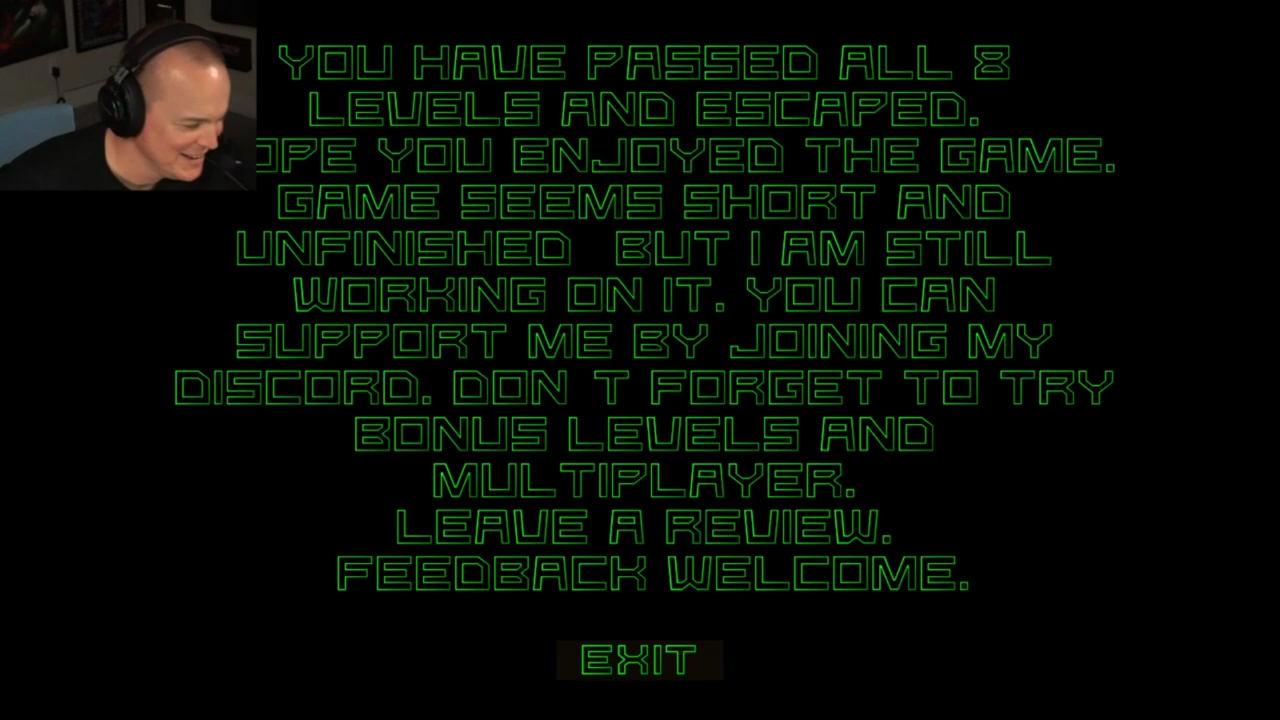 YOU HAVE PASSED ALL 8
LEVELS AND ESCAPED.
OPE YOU ENJOYED THE GAME.
GAME SEEMS SHORT AND
UNFINISHED BUT I AM STILL
WORKING ON IT. YOU CAN
SUPPORT ME BY JOINING MY
DISCORD. DON T FORGET TO TRY
BONUS LEVELS AND
MULTIPLAYER.
LEAVE A REVIEW.
FEEDBACK WELCOME.
EXIT